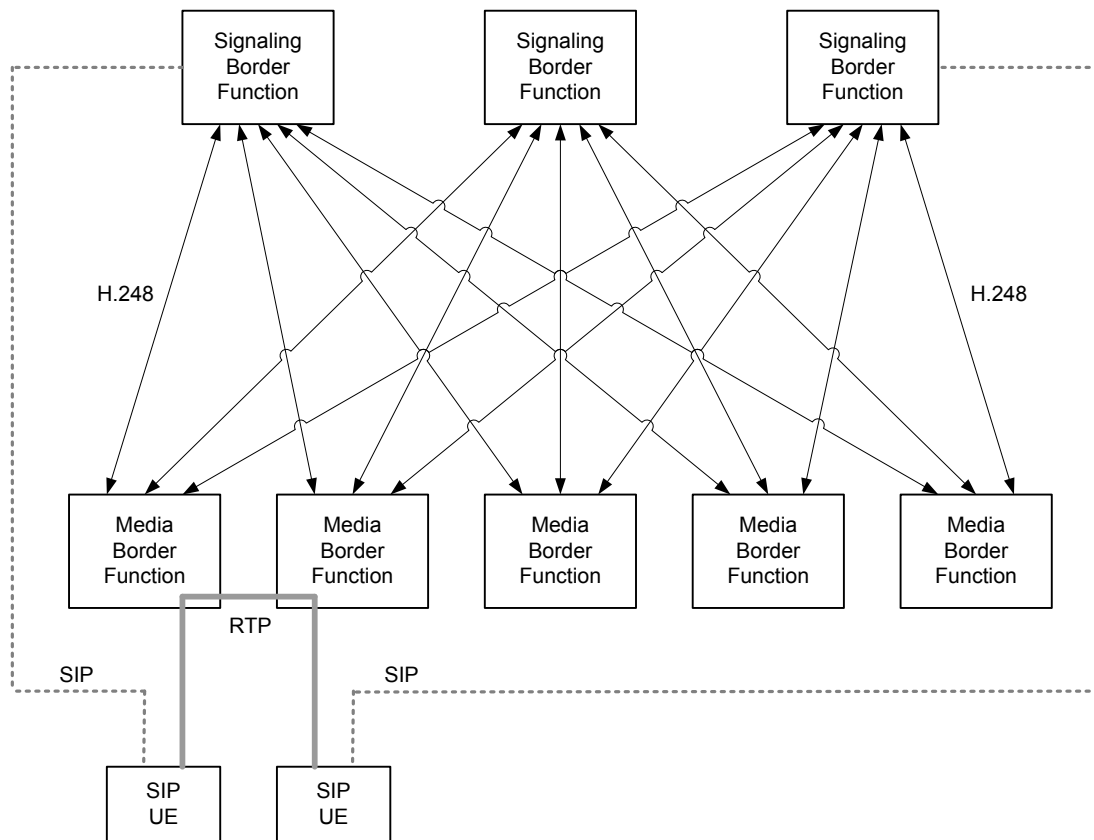 Signaling
Border
Function
Signaling
Border
Function
Signaling
Border
Function
H.248
H.248
Media
Border
Function
Media
Border
Function
Media
Border
Function
Media
Border
Function
Media
Border
Function
RTP
SIP
SIP
SIP
UE
SIP
UE